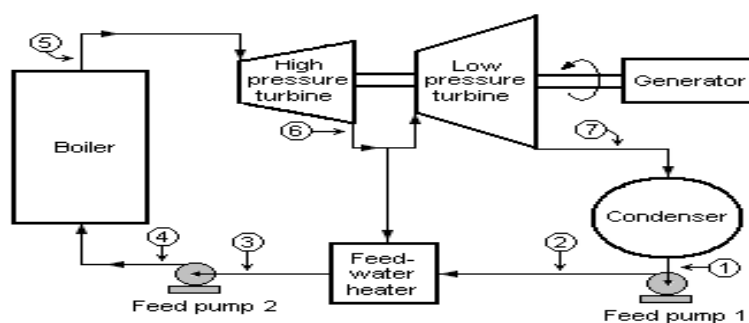 5
High
pressure
turbine
Low
pressure
turbine
Generator
6
7
Boiler
Condenser
4
3
2
1
Feed-
water
heater
Feed pump 2
Feed pump 1